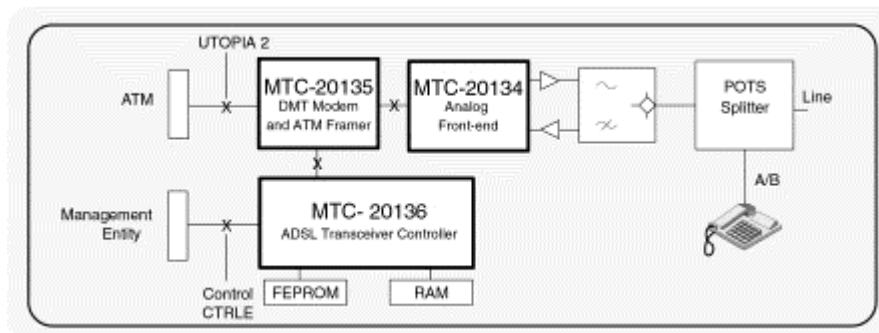 UTOPIA 2
ATM
MTC-20135
DMT Modem
and ATM Framer
MTC-20134
Analog
Front-end
POTS
Splitter
Line
A/B
Management
Entity
MTC- 20136
ADSL Transceiver Controller
Control
CTRLE
FEPROM
RAM